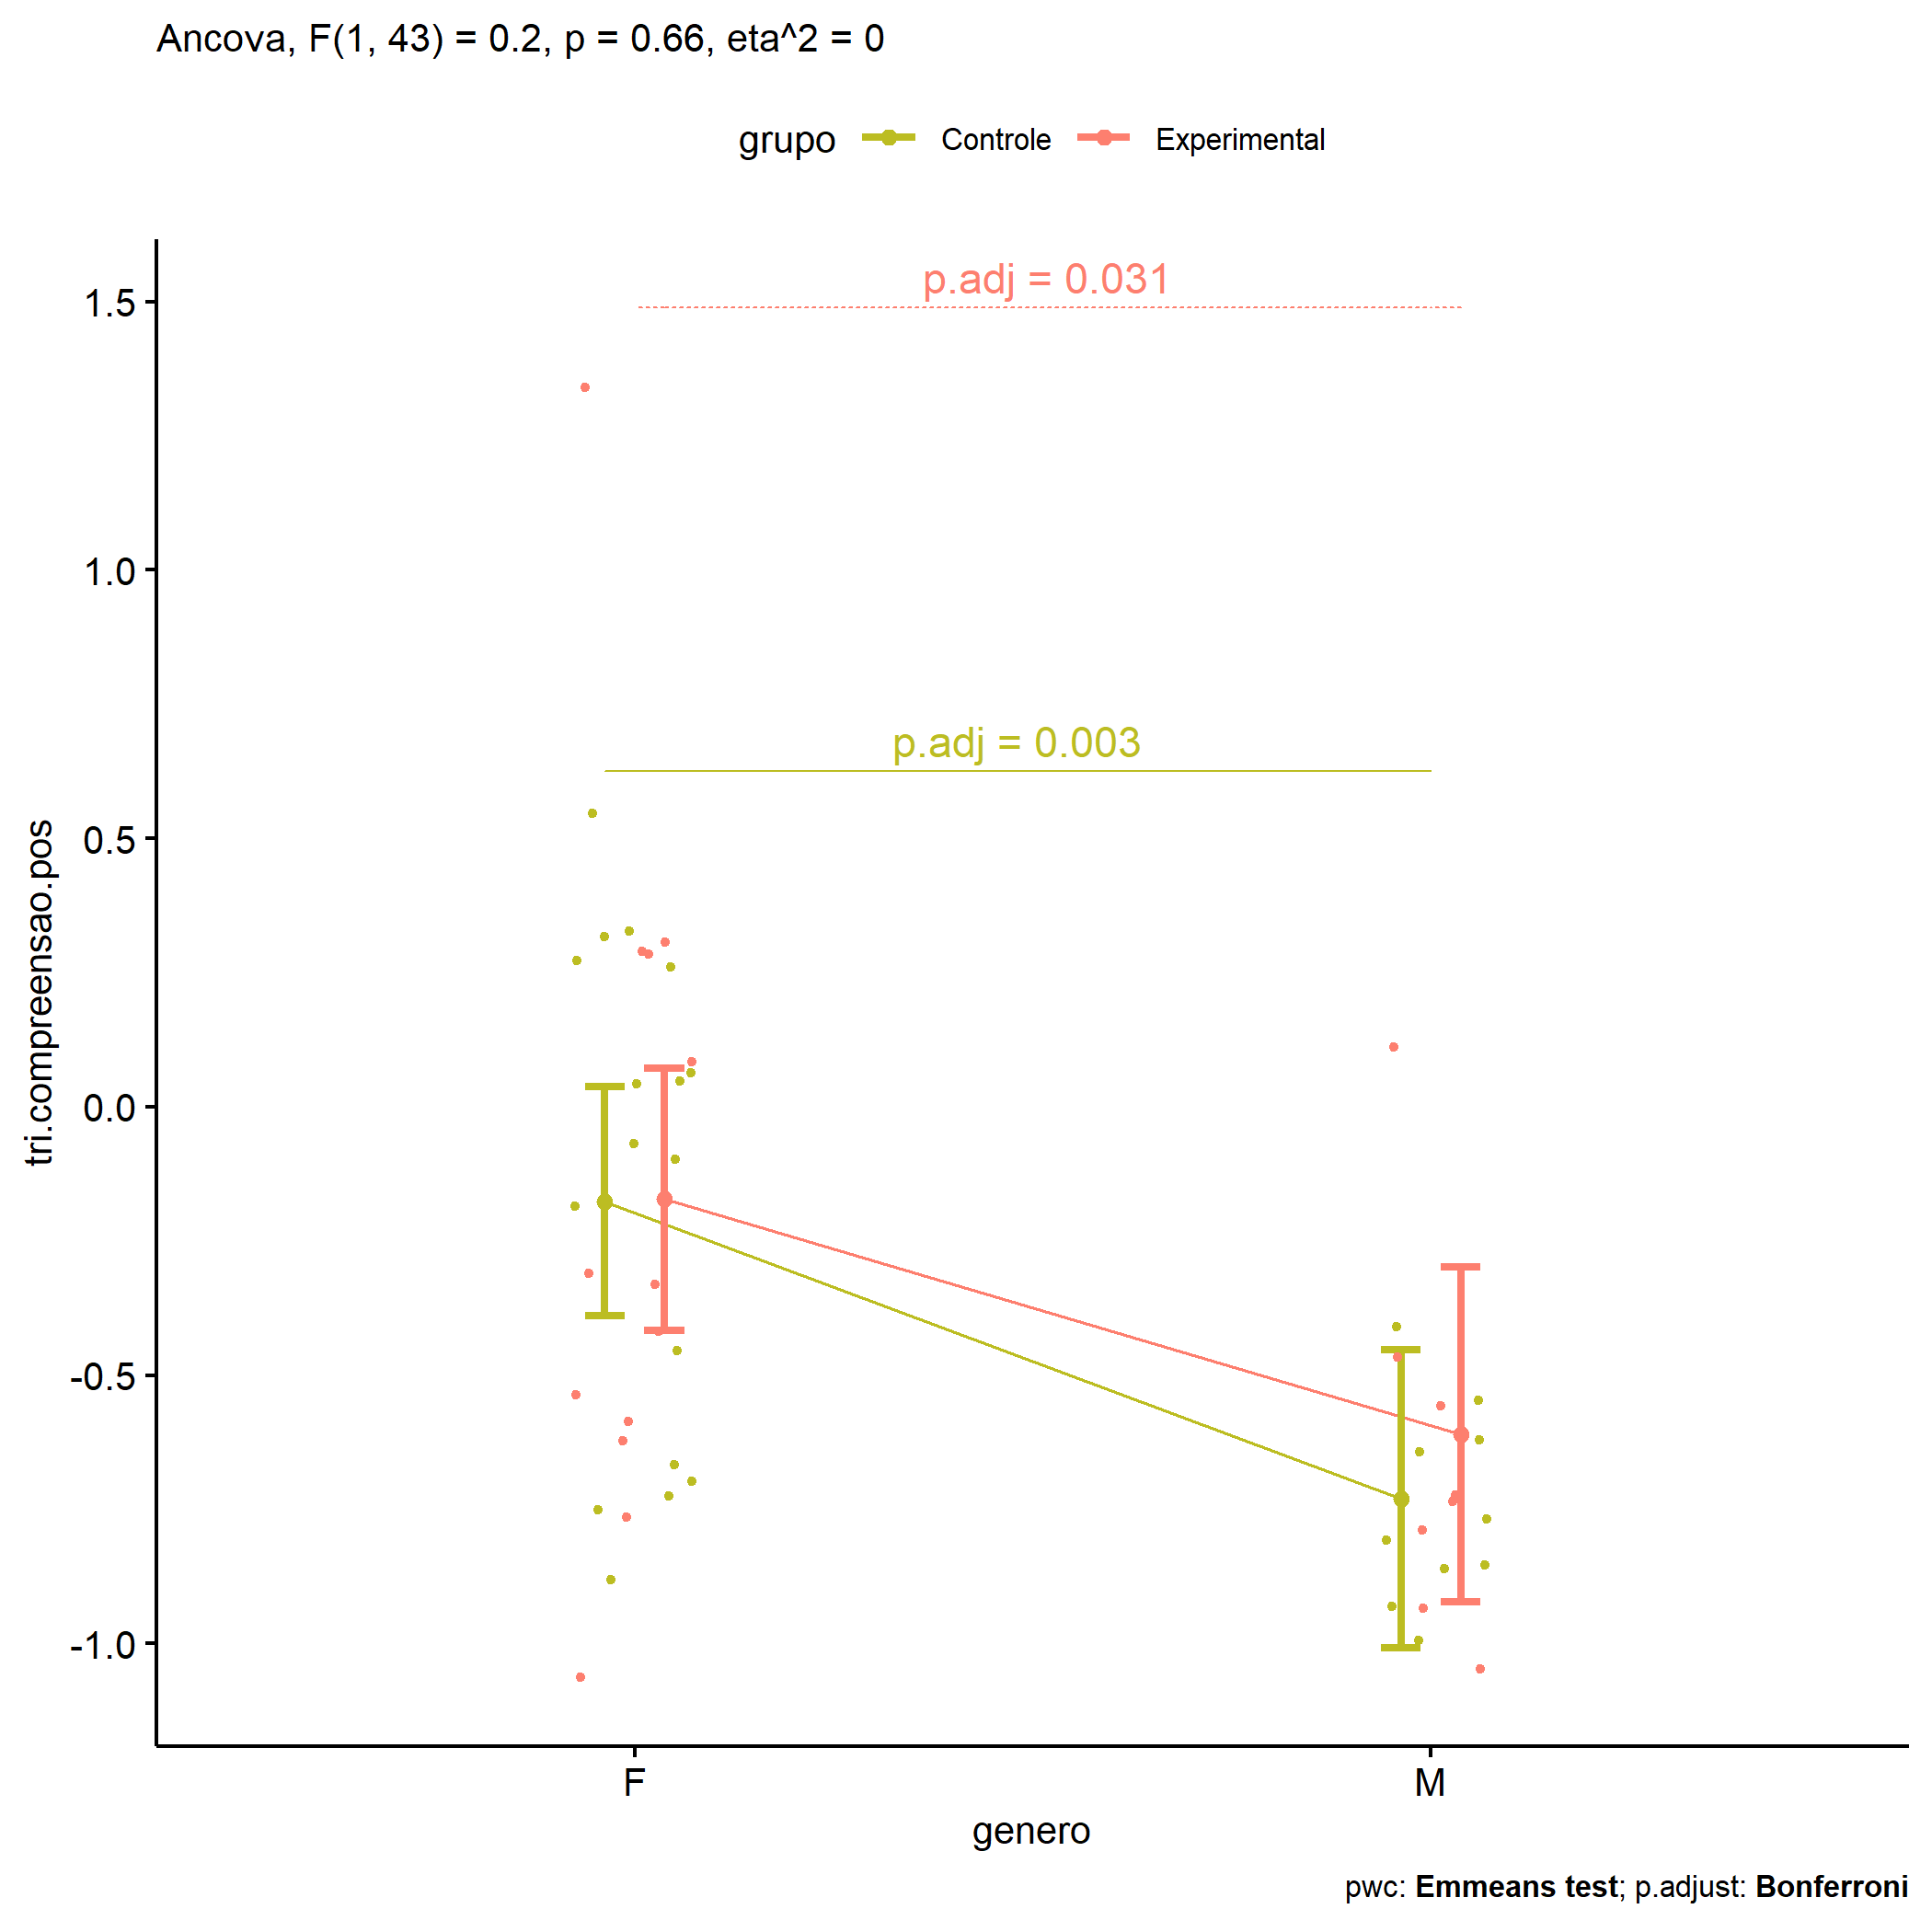 Ancova, F(1, 43) = 0.2, p = 0.66, eta^2 = 0
grupo Controle Experimental
p.adj = 0.031
p.adj = 0.003
tri.compreensao.pos
1.5
1.0
0.5
0.0
-0.5
-1.0
F M
genero
pwc: Emmeans test; p.adjust: Bonferroni